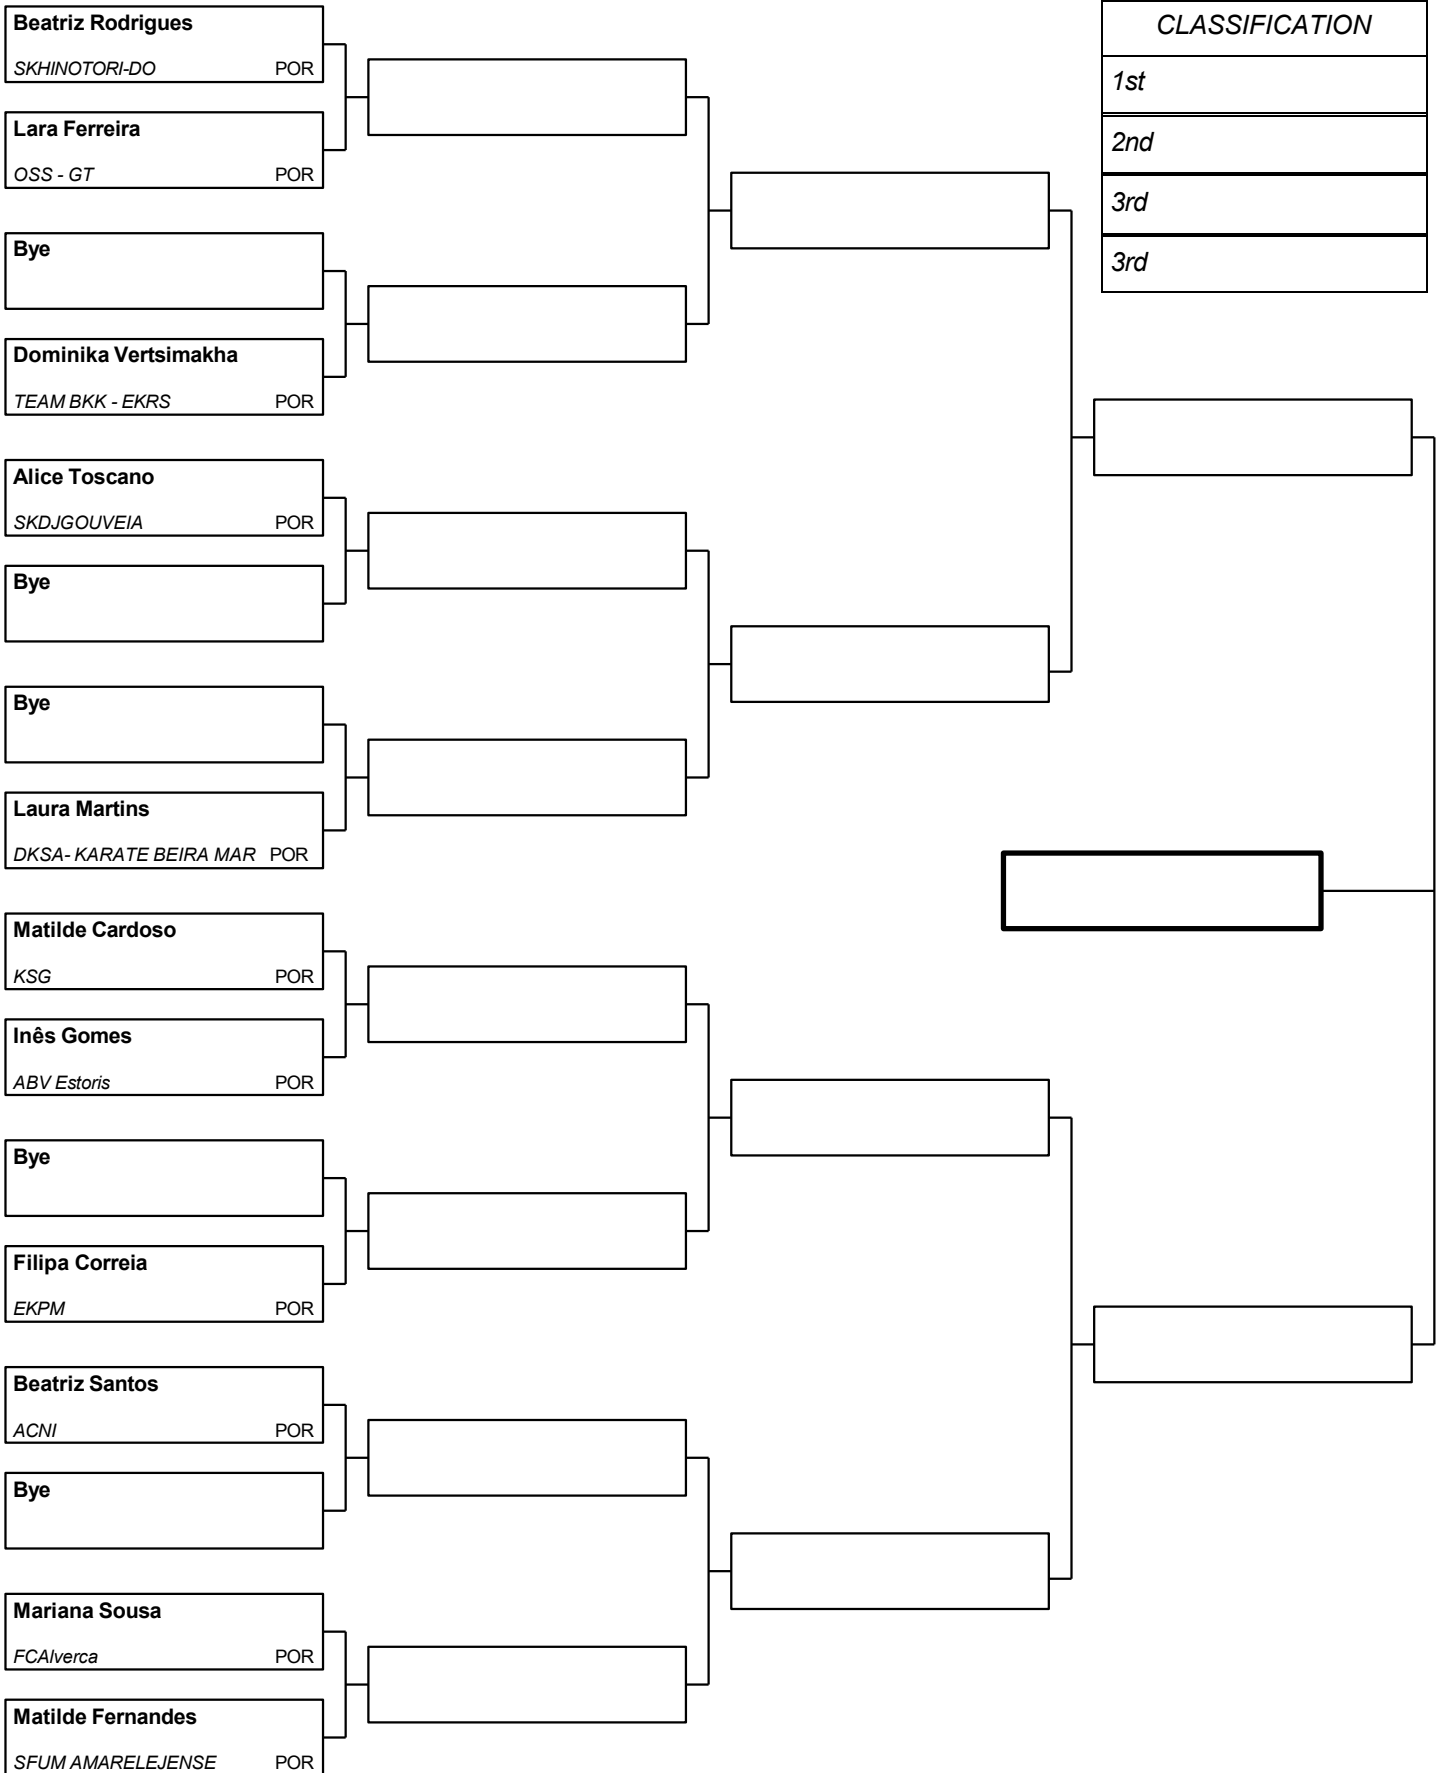 Beatriz Rodrigues
SKHINOTORI-DO POR
Lara Ferreira
OSS - GT POR
Bye
Dominika Vertsimakha
TEAM BKK - EKRS POR
Alice Toscano
SKDJGOUVEIA POR
Bye
Bye
Laura Martins
DKSA- KARATE BEIRA MAR POR
Matilde Cardoso
KSG POR
Inês Gomes
ABV Estoris POR
Bye
Filipa Correia
EKPM POR
Beatriz Santos
ACNI POR
Bye
Mariana Sousa
FCAlverca POR
Matilde Fernandes
SFUM AMARELEJENSE POR
CLASSIFICATION
1st
2nd
3rd
3rd